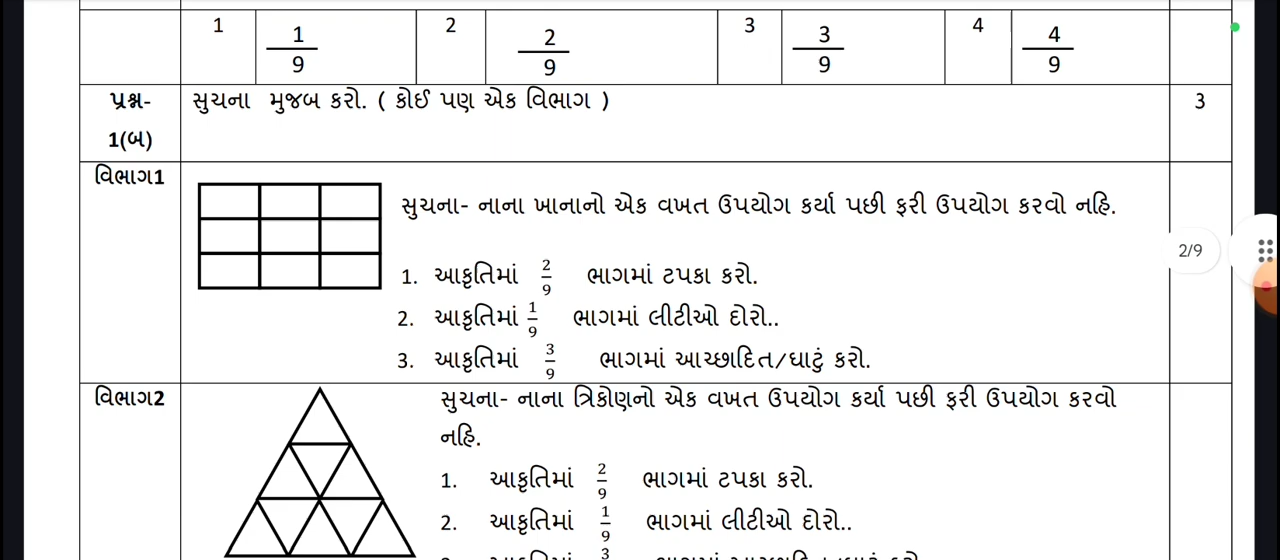 1 1/9 2 2/9 3 3/9 4 4/9
પ્રશ્ન- સુચના મુજબ કરો. ( કોઈ પણ એક વિભાગ ) 3
1(બ)
વિભાગ1
સુચના- નાના ખાનાનો એક વખત ઉપયોગ કર્યા પછી ફરી ઉપયોગ કરવો નહિ.
2/9
1. આકૃતિમાં 2/9 ભાગમાં ટપકા કરો.
2. આકૃતિમાં 1/9 ભાગમાં લીટીઓ દોરો..
3. આકૃતિમાં 3/9 ભાગમાં આચ્છાદિત/ઘાટું કરો.
વિભાગ2
સુચના- નાના ત્રિકોણનો એક વખત ઉપયોગ કર્યા પછી ફરી ઉપયોગ કરવો
નહિ.
1. આકૃતિમાં 2/9 ભાગમાં ટપકા કરો.
2. આકૃતિમાં 1/9 ભાગમાં લીટીઓ દોરો..